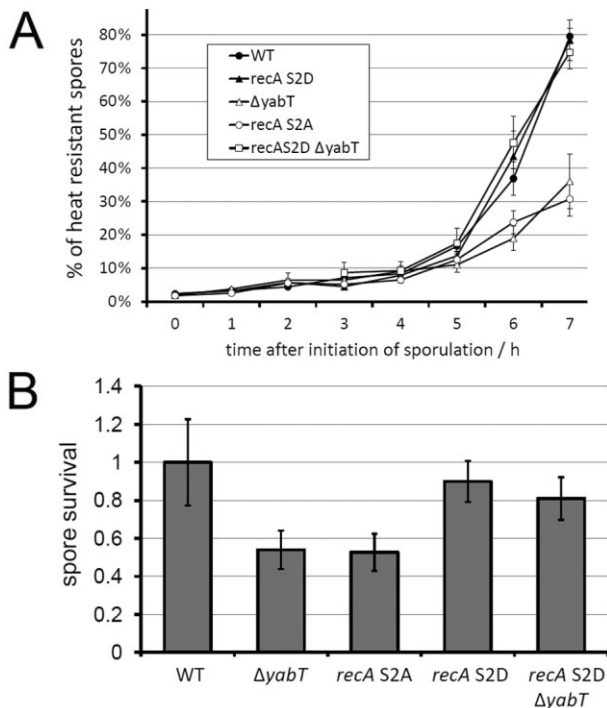 A
% of heat resistant spores
80%
70%
60%
50%
40%
30%
20%
10%
0%
WT
recA S2D
ΔyabT
recA S2A
recAS2D ΔyabT
0 1 2 3 4 5 6 7
time after initiation of sporulation / h
B
spore survival
1.4
1.2
1
0.8
0.6
0.4
0.2
0
WT ΔyabT recA S2A recA S2D recA S2D
ΔyabT